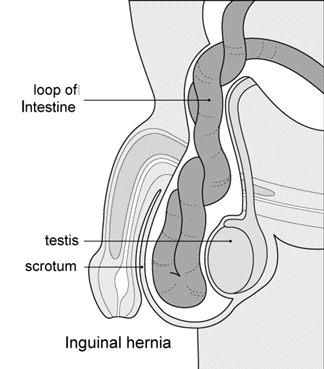 loop of
Intestine
testis
scrotum
Inguinal hernia